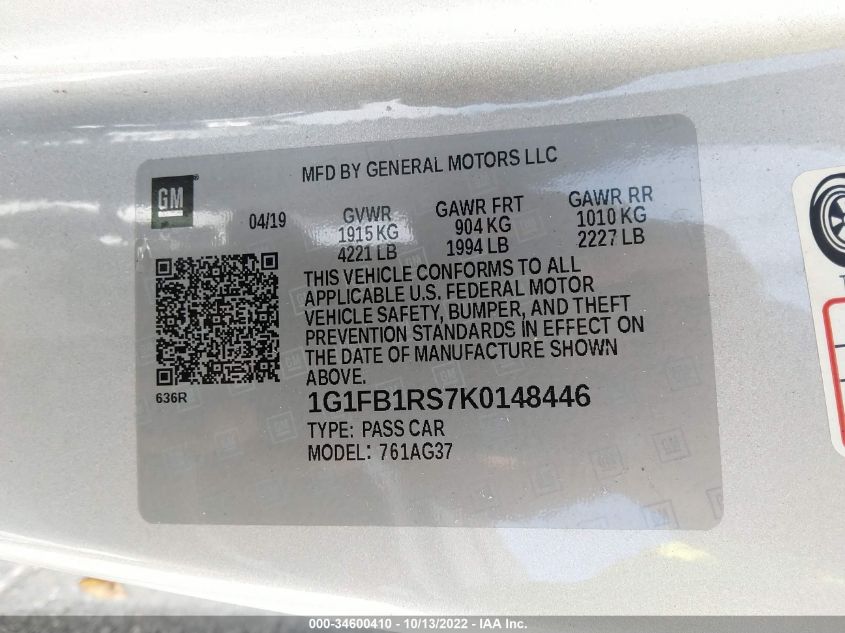 MFD BY GENERAL MOTORS LLC
GM
04/19
GVWR
1915 KG
4221 LB
GAWR FRT
904 KG
1994 LB
GAWR RR
1010 KG
2227 LB
THIS VEHICLE CONFORMS TO ALL
APPLICABLE U.S. FEDERAL MOTOR
VEHICLE SAFETY, BUMPER, AND THEFT
PREVENTION STANDARDS IN EFFECT ON
THE DATE OF MANUFACTURE SHOWN
ABOVE.
636R
1G1FB1RS7K0148446
TYPE: PASS CAR
MODEL: 761AG37
000-34600410 - 10/13/2022 - IAA Inc.